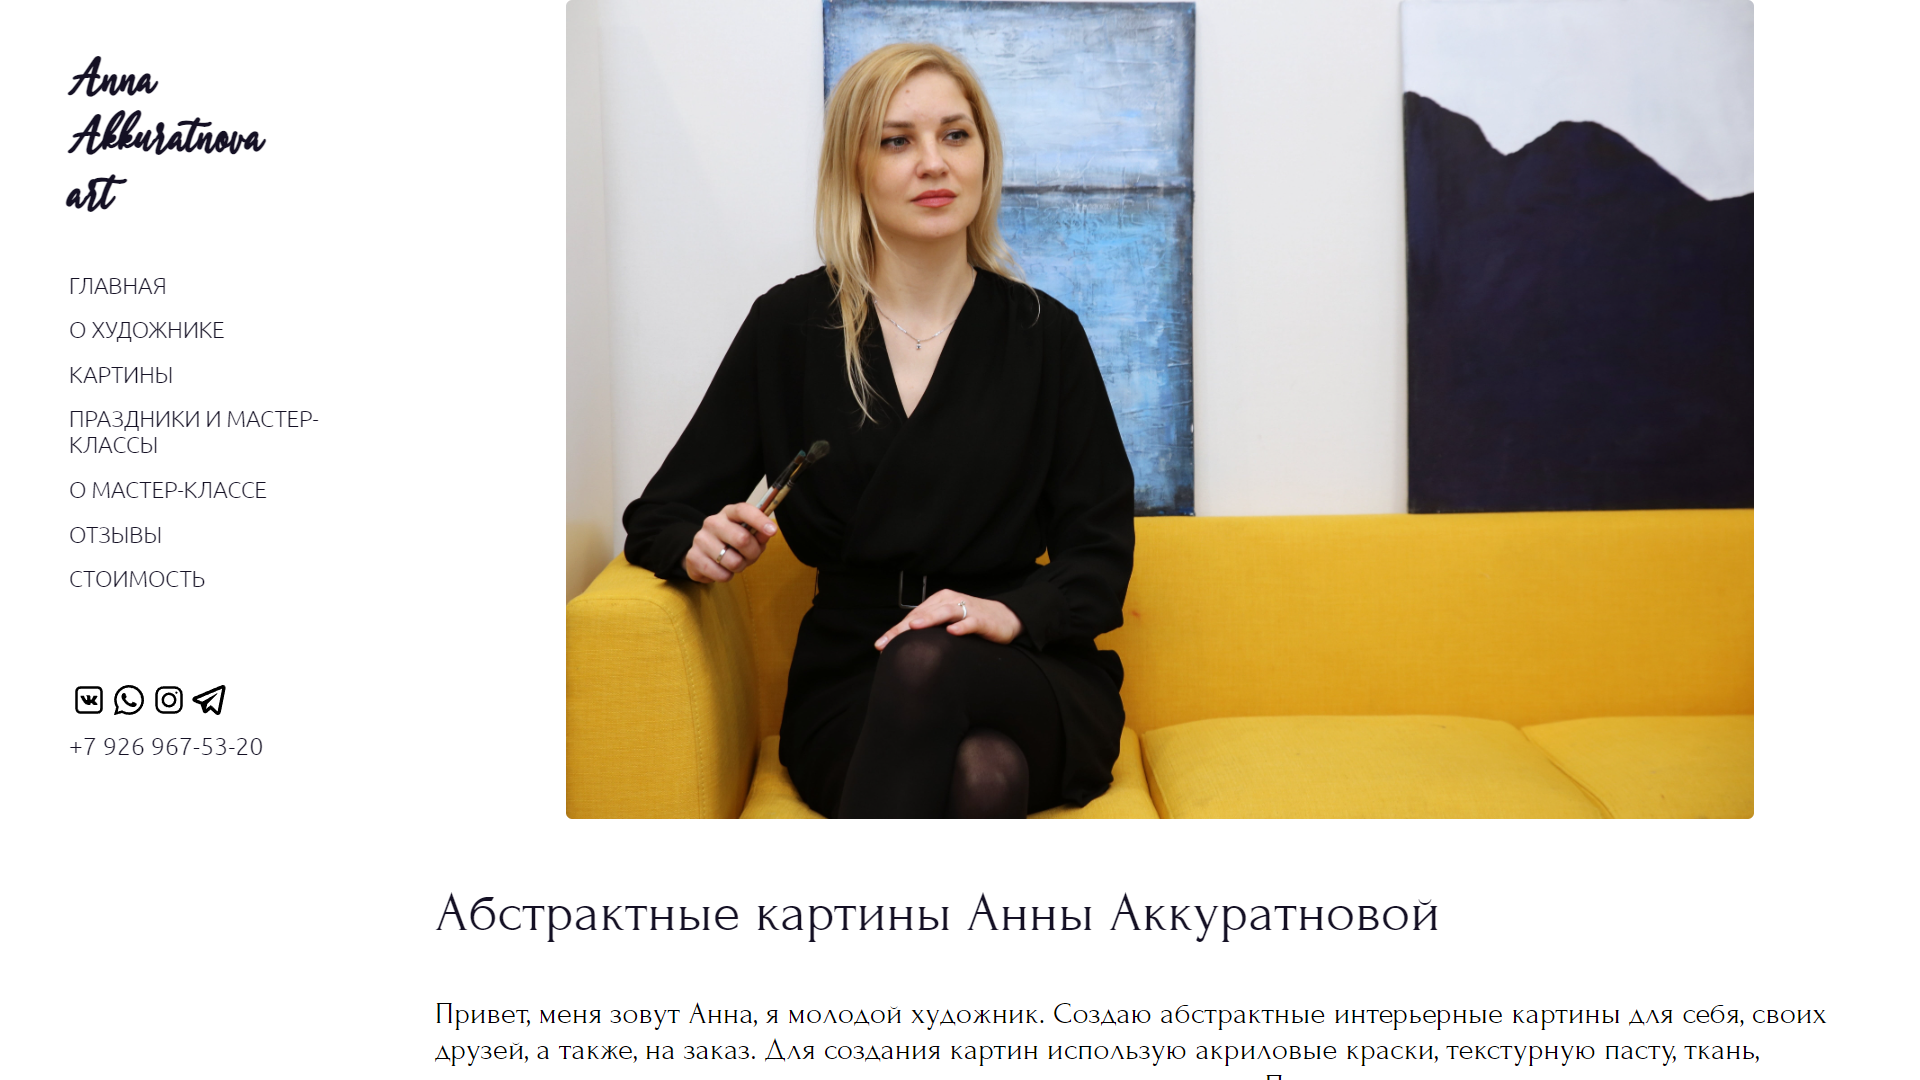 Anna
Akkuratnova
art
ГЛАВНАЯ
О ХУДОЖНИКЕ
КАРТИНЫ
ПРАЗДНИКИ И МАСТЕР-
КЛАССЫ
О МАСТЕР-КЛАССЕ
ОТЗЫВЫ
СТОИМОСТЬ
+7 926 967-53-20
Абстрактные картины Анны Аккуратновой
Привет, меня зовут Анна, я молодой художник. Создаю абстрактные интерьерные картины для себя, своих
друзей, а также, на заказ. Для создания картин использую акриловые краски, текстурную пасту, ткань,